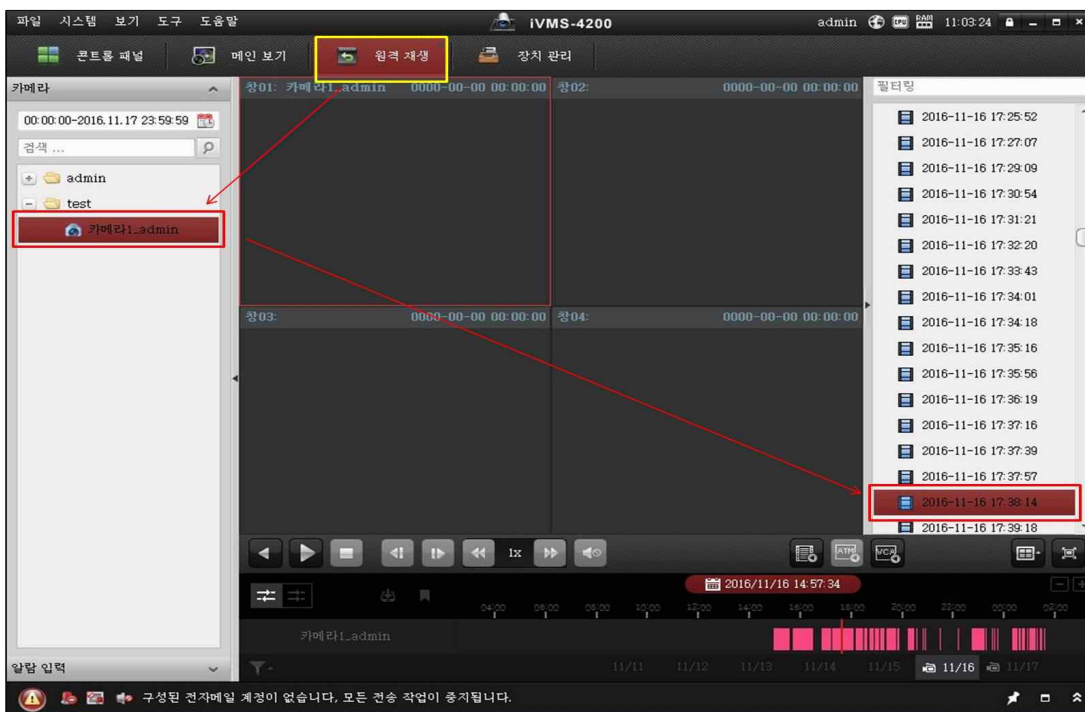 파일 시스템 보기 도구 도움말
iVMS-4200
admin
CPU
RAM
11:03:24
콘트롤 패널
메인 보기
원격 재생
장치 관리
카메라
00:00:00-2016.11.17 23:59:59
검색 ...
admin
test
카메라1_admin
창01: 카메라1_admin 0000-00-00 00:00:00
창02: 0000-00-00 00:00:00
창03: 0000-00-00 00:00:00
창04: 0000-00-00 00:00:00
필터링
2016-11-16 17:25:52
2016-11-16 17:27:07
2016-11-16 17:29:09
2016-11-16 17:30:54
2016-11-16 17:31:21
2016-11-16 17:32:20
2016-11-16 17:33:43
2016-11-16 17:34:01
2016-11-16 17:34:18
2016-11-16 17:35:16
2016-11-16 17:35:56
2016-11-16 17:36:19
2016-11-16 17:37:16
2016-11-16 17:37:39
2016-11-16 17:37:57
2016-11-16 17:38:14
2016-11-16 17:39:18
1x
ATM
VCA
2016/11/16 14:57:34
04:00 06:00 08:00 10:00 12:00 14:00 16:00 18:00 20:00 22:00 00:00 02:00
카메라1_admin
11/11 11/12 11/13 11/14 11/15 11/16 11/17
알람 입력
구성된 전자메일 계정이 없습니다, 모든 전송 작업이 중지됩니다.